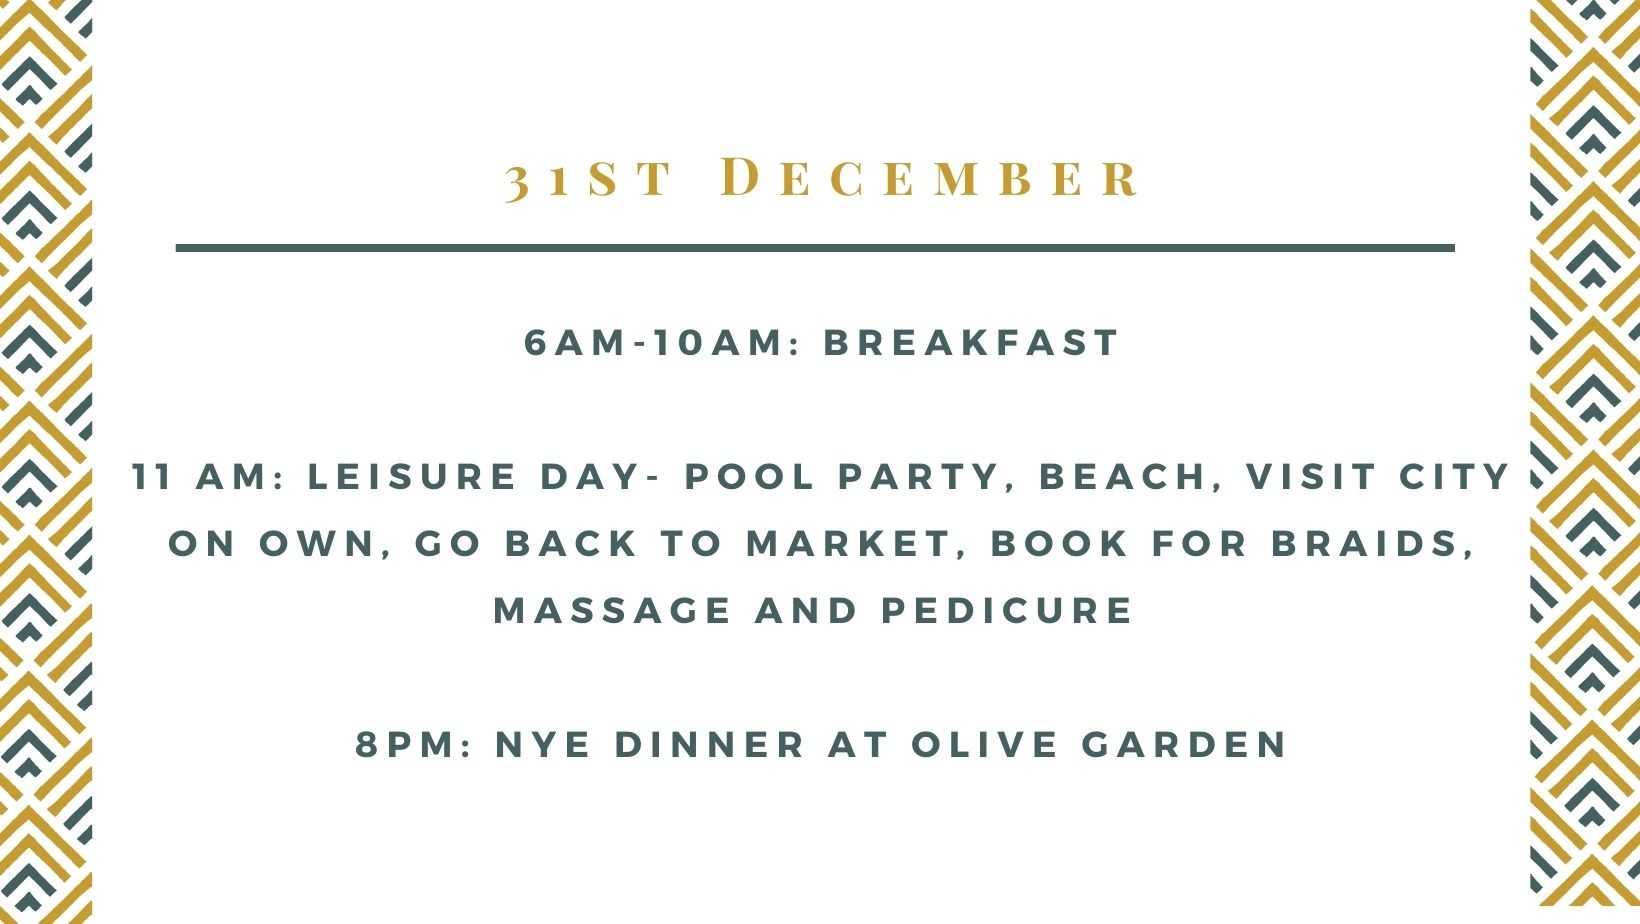 31st December
6AM-10AM: BREAKFAST
11 AM: LEISURE DAY- POOL PARTY, BEACH, VISIT CITY
ON OWN, GO BACK TO MARKET, BOOK FOR BRAIDS,
MASSAGE AND PEDICURE
8PM: NYE DINNER AT OLIVE GARDEN